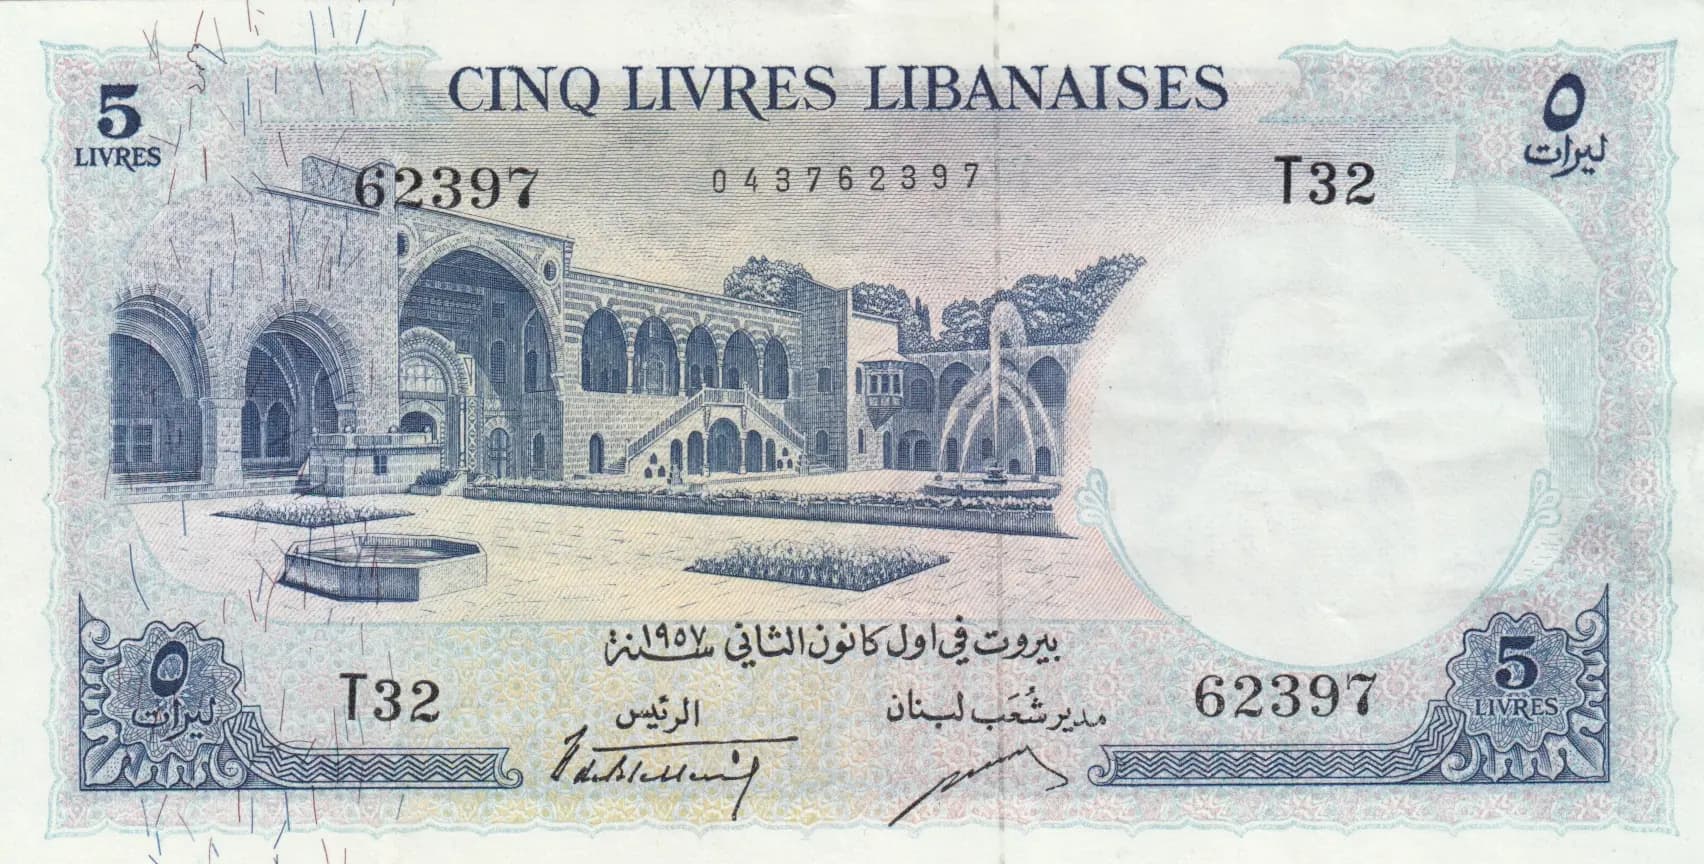 CINQ LIVRES LIBANAISES
5
LIVRES
٥
ليرات
62397
043762397
T32
بيروت في اول كانون الثاني سنة ١٩٥٧
T32
الرئيس
مدير شُعَب لبنان
62397
٥
ليرات
5
LIVRES